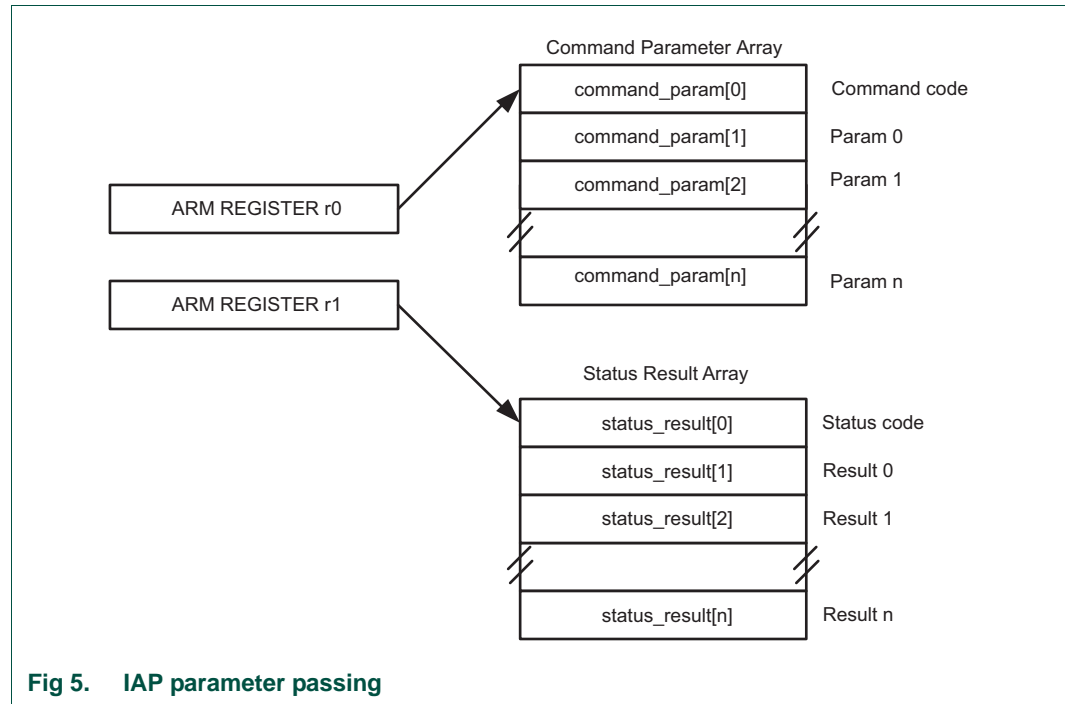 Command Parameter Array
command_param[0] Command code
command_param[1] Param 0
command_param[2] Param 1
ARM REGISTER r0
command_param[n] Param n
ARM REGISTER r1
Status Result Array
status_result[0] Status code
status_result[1] Result 0
status_result[2] Result 1
status_result[n] Result n
Fig 5. IAP parameter passing